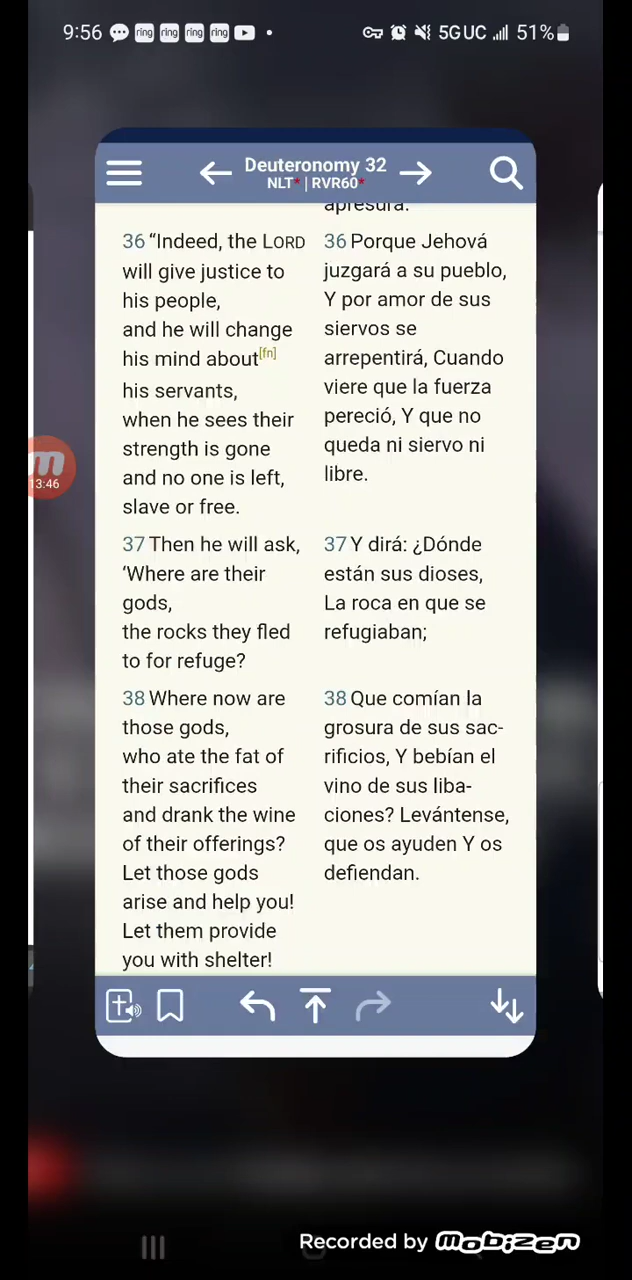 9:56 ring ring ring ring 5GUC 51%
Deuteronomy 32
NLT* | RVR60*
apresura.
36 “Indeed, the LORD
will give justice to
his people,
and he will change
his mind about[fn]
his servants,
when he sees their
strength is gone
and no one is left,
slave or free.
36 Porque Jehová
juzgará a su pueblo,
Y por amor de sus
siervos se
arrepentirá, Cuando
viere que la fuerza
pereció, Y que no
queda ni siervo ni
libre.
37 Then he will ask,
‘Where are their
gods,
the rocks they fled
to for refuge?
37 Y dirá: ¿Dónde
están sus dioses,
La roca en que se
refugiaban;
38 Where now are
those gods,
who ate the fat of
their sacrifices
and drank the wine
of their offerings?
Let those gods
arise and help you!
Let them provide
you with shelter!
38 Que comían la
grosura de sus sac-
rificios, Y bebían el
vino de sus liba-
ciones? Levántense,
que os ayuden Y os
defiendan.
m
13:46
Recorded by mobizen